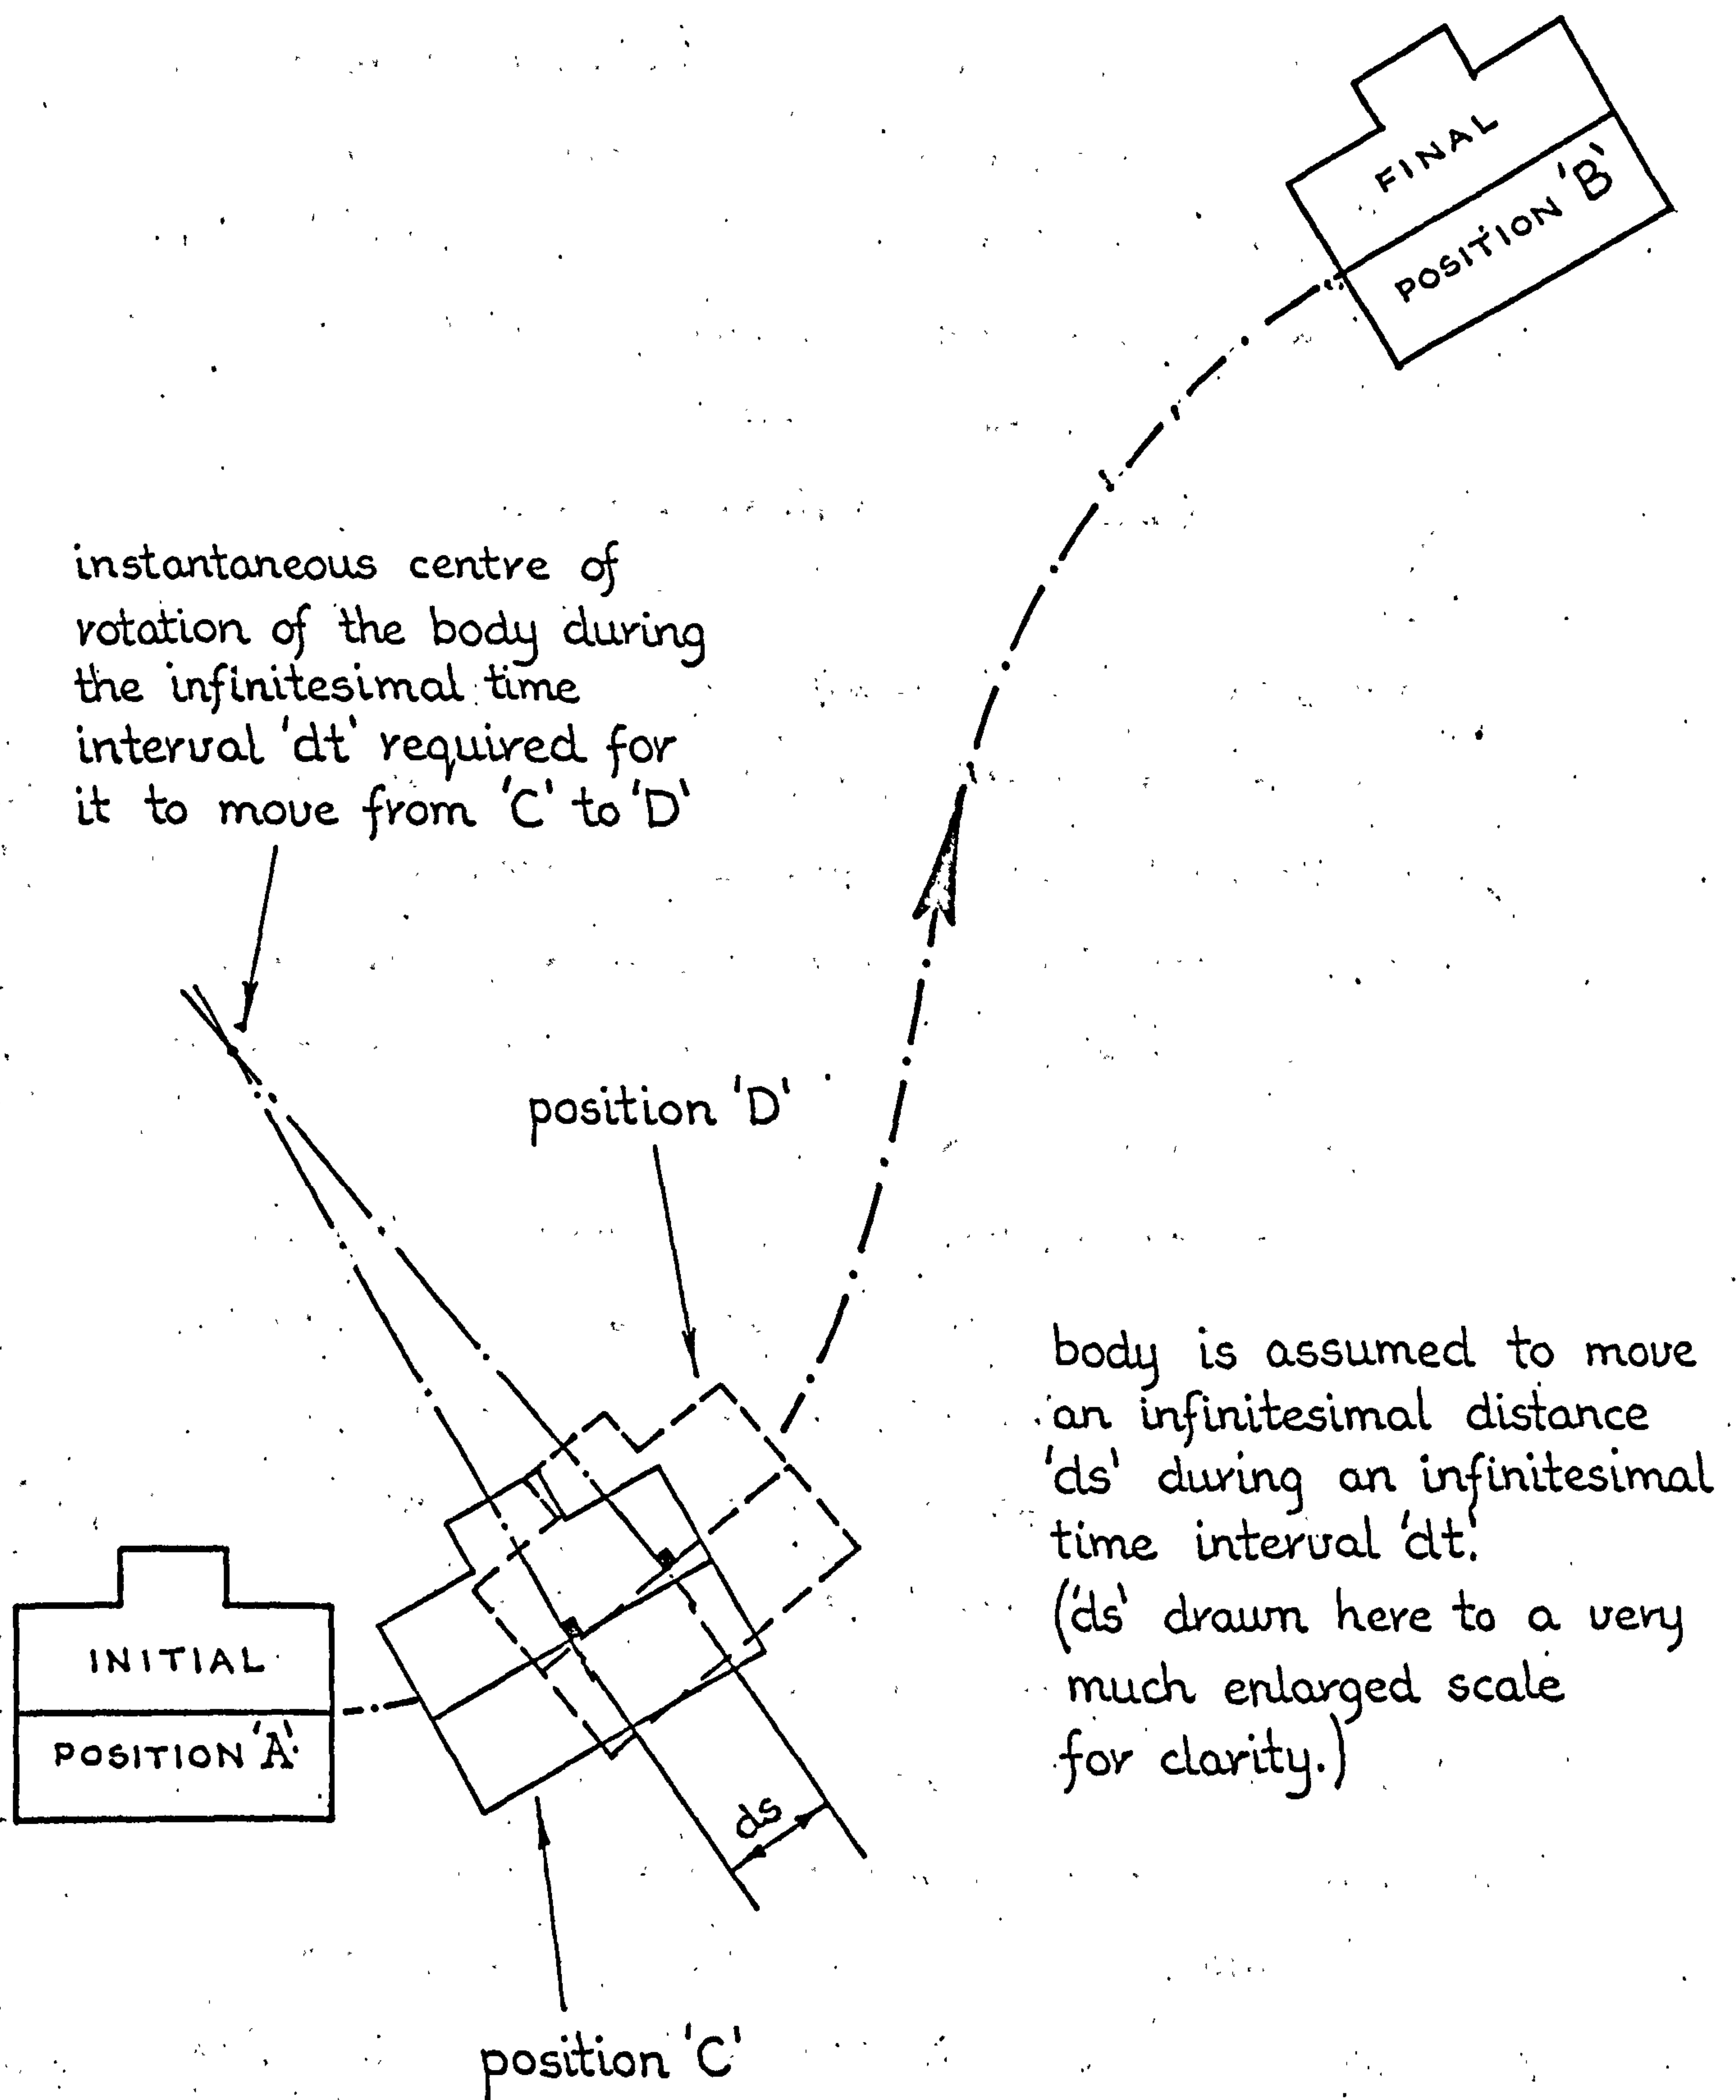 FINAL
POSITION 'B'
instantaneous centre of
rotation of the body during
the infinitesimal time
interval 'dt' required for
it to move from 'C' to 'D'
position 'D'
body is assumed to move
an infinitesimal distance
'ds' during an infinitesimal
time interval 'dt'.
('ds' drawn here to a very
much enlarged scale
for clarity.)
INITIAL
POSITION 'A'
ds
position 'C'